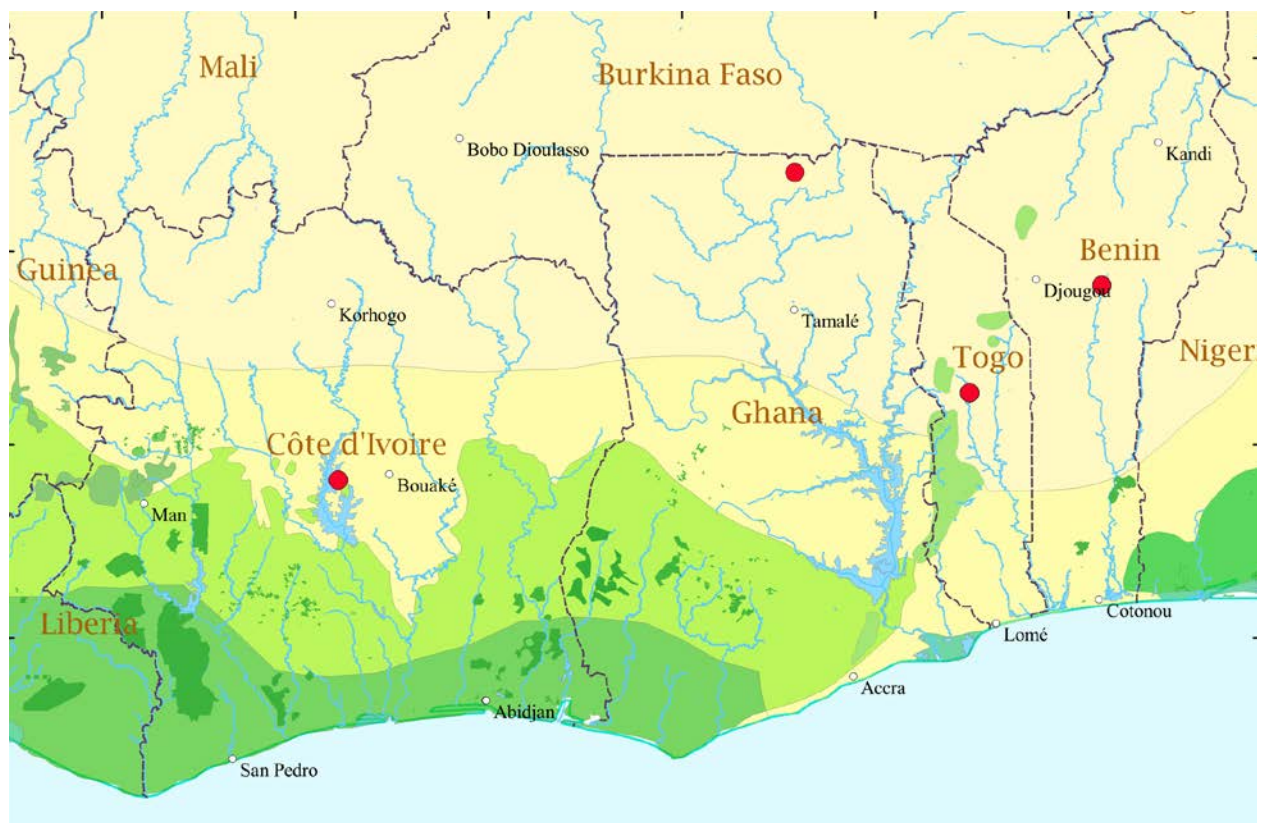 Mali
Burkina Faso
Bobo Dioulasso
Kandi
Guinea
Benin
Djougou
Korhogo
Tamalé
Togo
Niger
Ghana
Côte d'Ivoire
Bouaké
Man
Liberia
Cotonou
Lomé
Accra
Abidjan
San Pedro